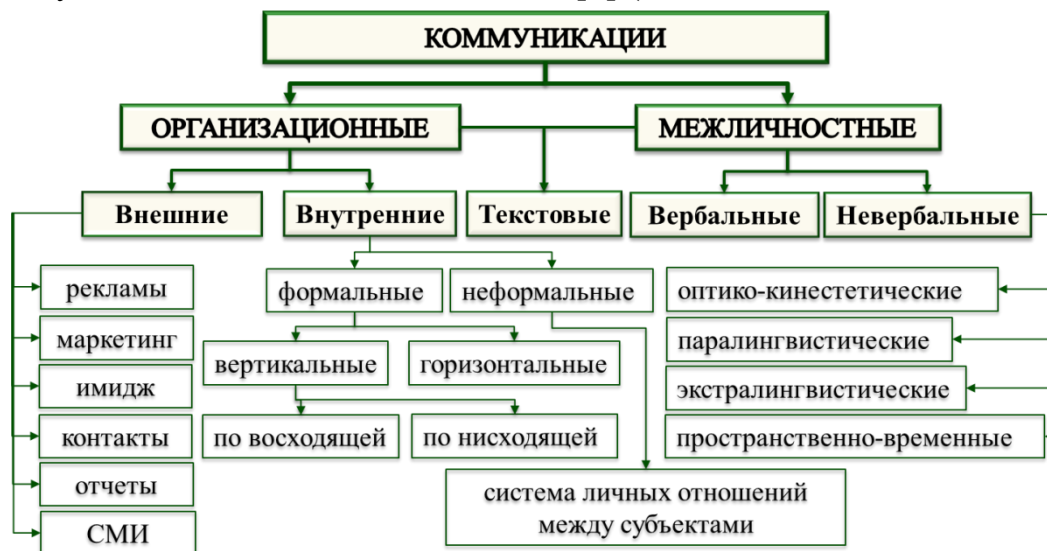 КОММУНИКАЦИИ
ОРГАНИЗАЦИОННЫЕ
МЕЖЛИЧНОСТНЫЕ
Внешние
Внутренние
Текстовые
Вербальные
Невербальные
рекламы
маркетинг
имидж
контакты
отчеты
СМИ
формальные
неформальные
вертикальные
горизонтальные
по восходящей
по нисходящей
система личных отношений
между субъектами
оптико-кинестетические
паралингвистические
экстралингвистические
пространственно-временные